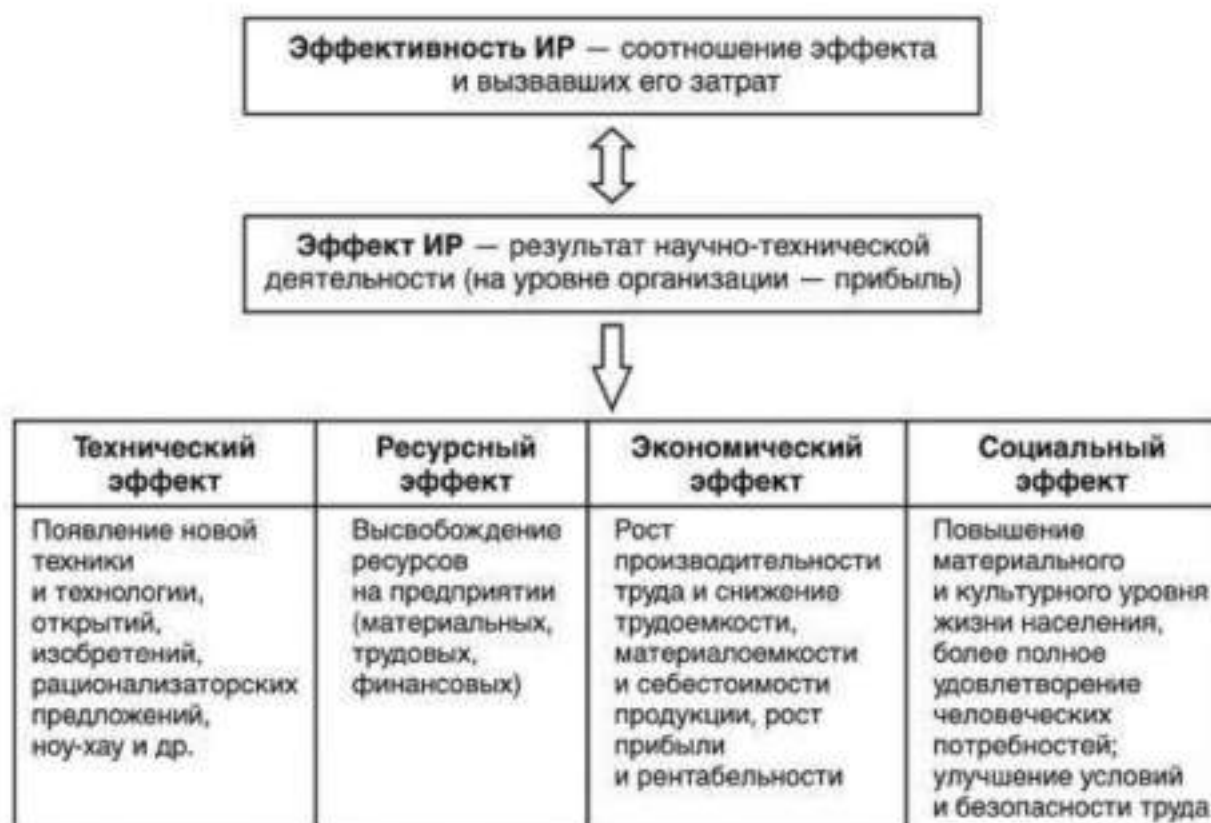 Эффективность ИР — соотношение эффекта
и вызвавших его затрат
Эффект ИР — результат научно-технической
деятельности (на уровне организации — прибыль)
Технический
эффект
Появление новой
техники
и технологии,
открытий,
изобретений,
рационализаторских
предложений,
ноу-хау и др.
Ресурсный
эффект
Высвобождение
ресурсов
на предприятии
(материальных,
трудовых,
финансовых)
Экономический
эффект
Рост
производительности
труда и снижение
трудоемкости,
материалоемкости
и себестоимости
продукции, рост
прибыли
и рентабельности
Социальный
эффект
Повышение
материального
и культурного уровня
жизни населения,
более полное
удовлетворение
человеческих
потребностей;
улучшение условий
и безопасности труда